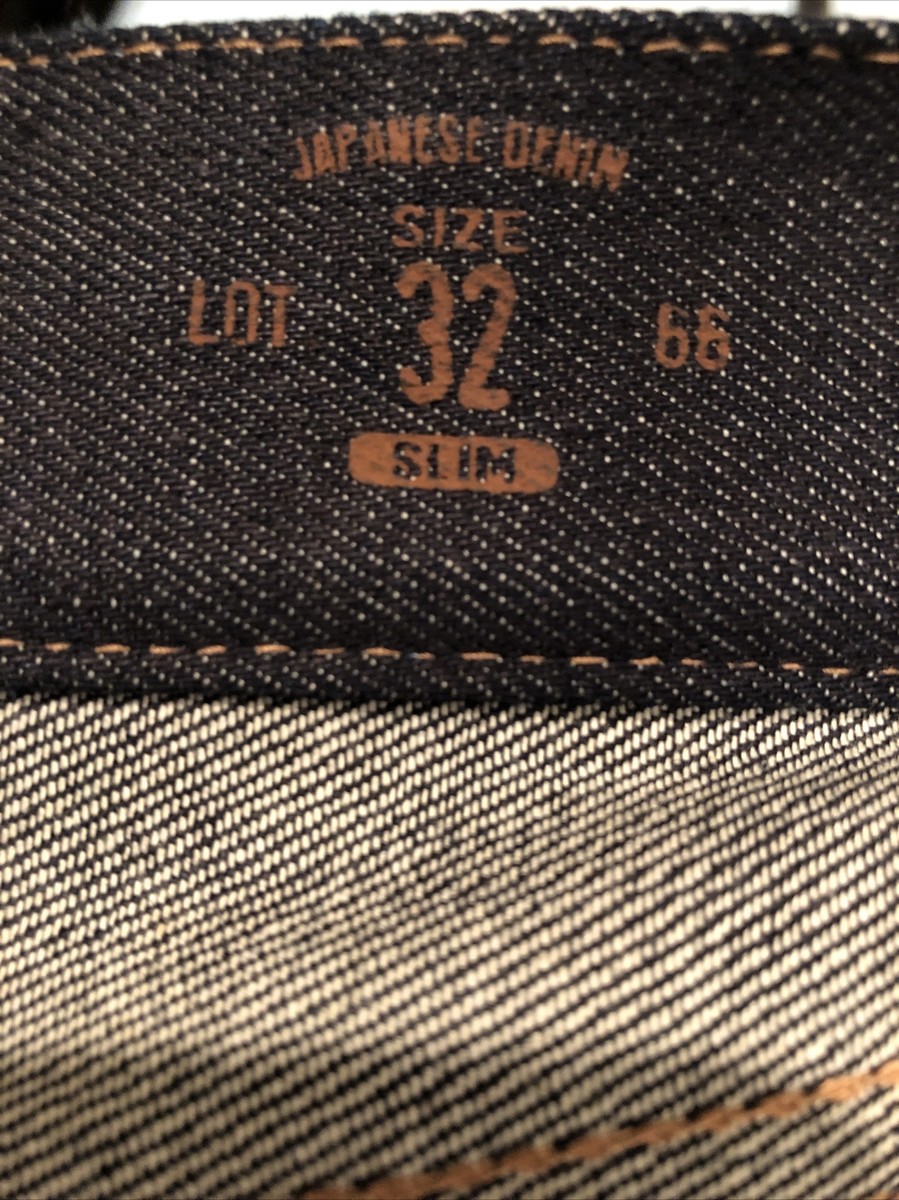 JAPANESE DENIM
SIZE
LOT 32 66
SLIM